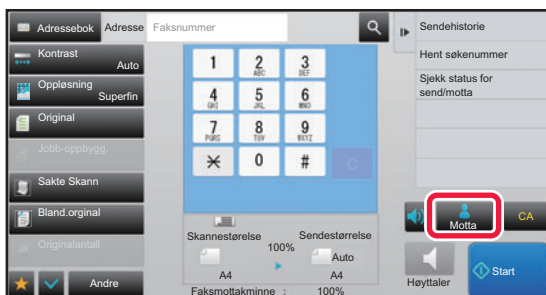 Adressebok Adresse Faksnummer
Kontrast
Auto
Oppløsning
Superfin
Original
Jobb-oppbygg.
Sakte Skann
Bland.orginal
Originalantall
Andre
1 2 3
ABC DEF
4 5 6
GHI JKL MNO
7 8 9
PQRS TUV WXYZ
0 #
C
Skannestørelse
100%
Sendestørrelse
Auto
A4 A4
Faksmottakminne : 100%
Sendehistorie
Hent søkenummer
Sjekk status for
send/motta
Motta
CA
Høyttaler
Start